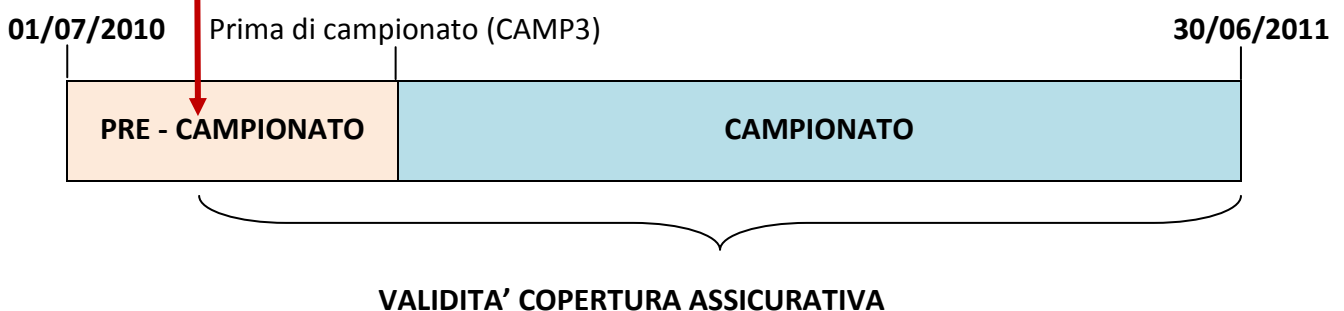 01/07/2010 Prima di campionato (CAMP3) 30/06/2011
PRE - CAMPIONATO CAMPIONATO
VALIDITA’ COPERTURA ASSICURATIVA